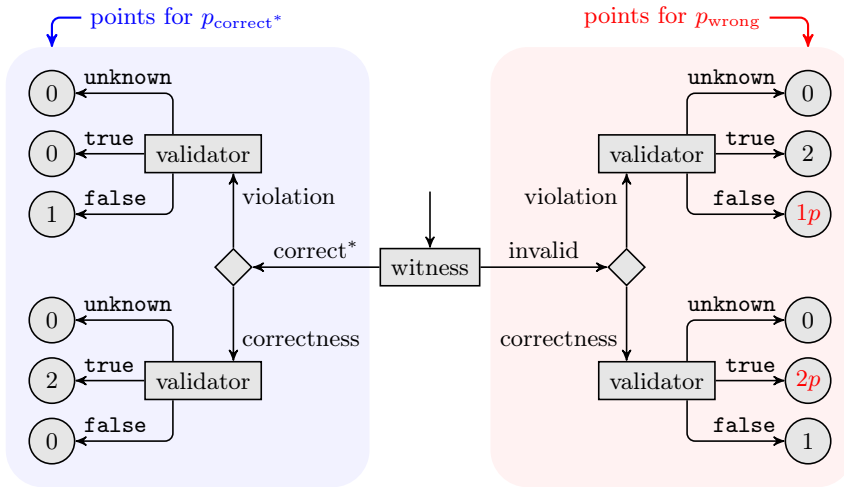 points for p_correct*
points for p_wrong
unknown
0
true
0
validator
false
1
violation
unknown
0
validator
true
2
false
1p
violation
correct*
witness
invalid
correctness
correctness
unknown
0
true
2
validator
false
0
unknown
0
validator
true
2p
false
1